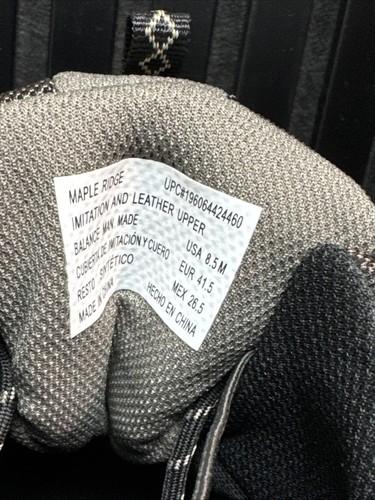 MAPLE RIDGE UPC#196064424460
IMITATION AND LEATHER UPPER
BALANCE MAN MADE USA 8.5 M
CUBIERTA DE IMITACIÓN Y CUERO EUR 41.5
RESTO SINTÉTICO MEX 26.5
MADE IN CHINA HECHO EN CHINA